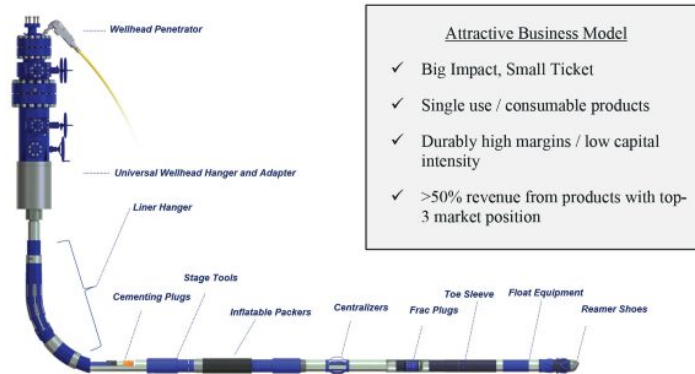 Wellhead Penetrator
Universal Wellhead Hanger and Adapter
Liner Hanger
Stage Tools
Cementing Plugs
Inflatable Packers
Centralizers
Frac Plugs
Toe Sleeve
Float Equipment
Reamer Shoes
Attractive Business Model
✓ Big Impact, Small Ticket
✓ Single use / consumable products
✓ Durably high margins / low capital
intensity
✓ >50% revenue from products with top-
3 market position